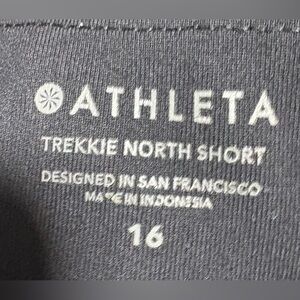 ATHLETA
TREKKIE NORTH SHORT
DESIGNED IN SAN FRANCISCO
MADE IN INDONESIA
16